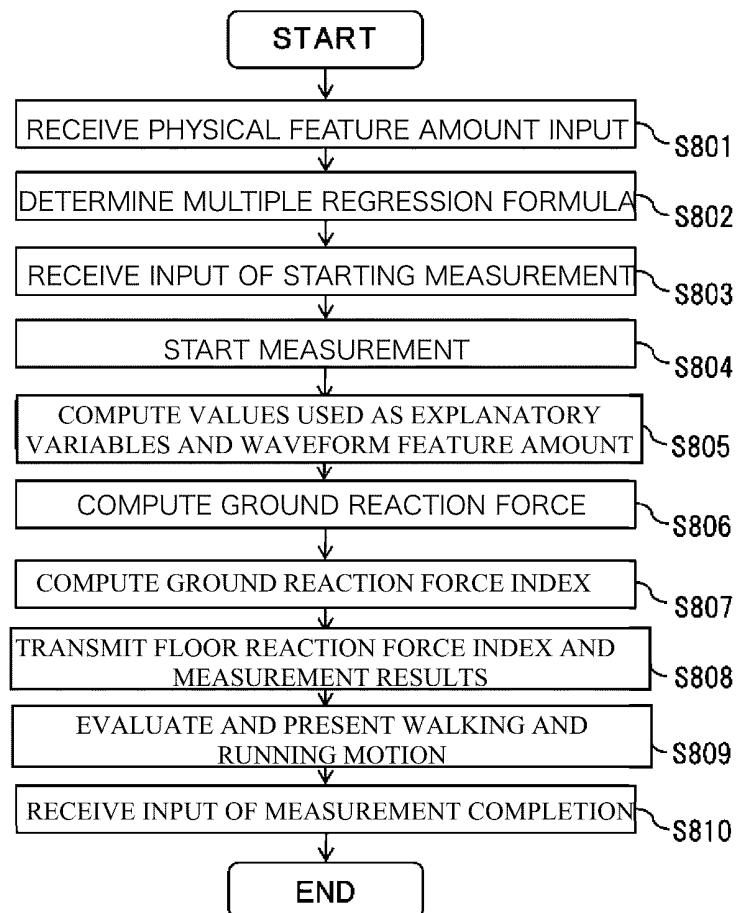 START
RECEIVE PHYSICAL FEATURE AMOUNT INPUT
S801
DETERMINE MULTIPLE REGRESSION FORMULA
S802
RECEIVE INPUT OF STARTING MEASUREMENT
S803
START MEASUREMENT
S804
COMPUTE VALUES USED AS EXPLANATORY
VARIABLES AND WAVEFORM FEATURE AMOUNT
S805
COMPUTE GROUND REACTION FORCE
S806
COMPUTE GROUND REACTION FORCE INDEX
S807
TRANSMIT FLOOR REACTION FORCE INDEX AND
MEASUREMENT RESULTS
S808
EVALUATE AND PRESENT WALKING AND
RUNNING MOTION
S809
RECEIVE INPUT OF MEASUREMENT COMPLETION
S810
END